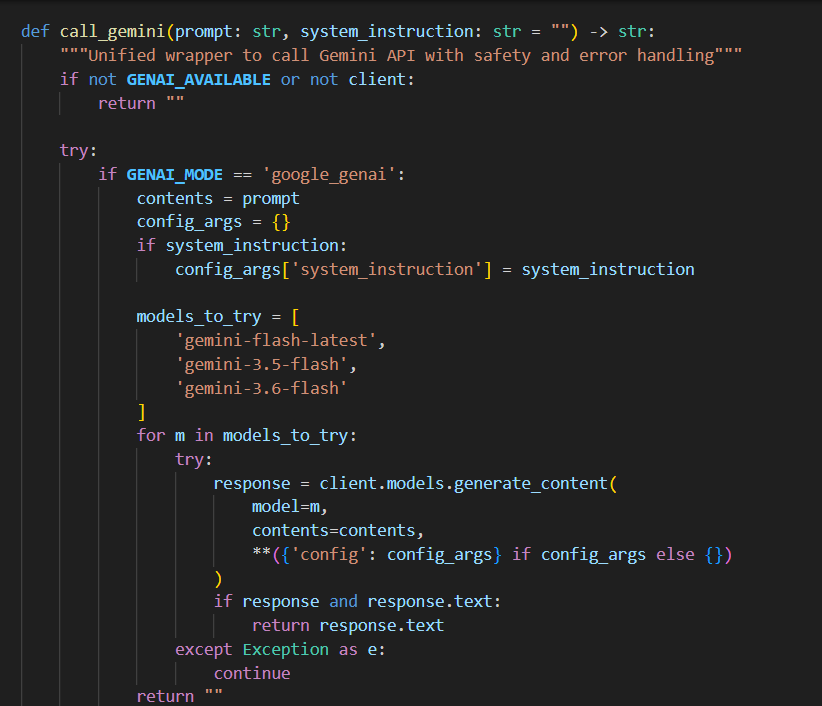 def call_gemini(prompt: str, system_instruction: str = "") -> str:
    """Unified wrapper to call Gemini API with safety and error handling"""
    if not GENAI_AVAILABLE or not client:
        return ""

    try:
        if GENAI_MODE == 'google_genai':
            contents = prompt
            config_args = {}
            if system_instruction:
                config_args['system_instruction'] = system_instruction

            models_to_try = [
                'gemini-flash-latest',
                'gemini-3.5-flash',
                'gemini-3.6-flash'
            ]
            for m in models_to_try:
                try:
                    response = client.models.generate_content(
                        model=m,
                        contents=contents,
                        **({'config': config_args} if config_args else {})
                    )
                    if response and response.text:
                        return response.text
                except Exception as e:
                    continue
            return ""